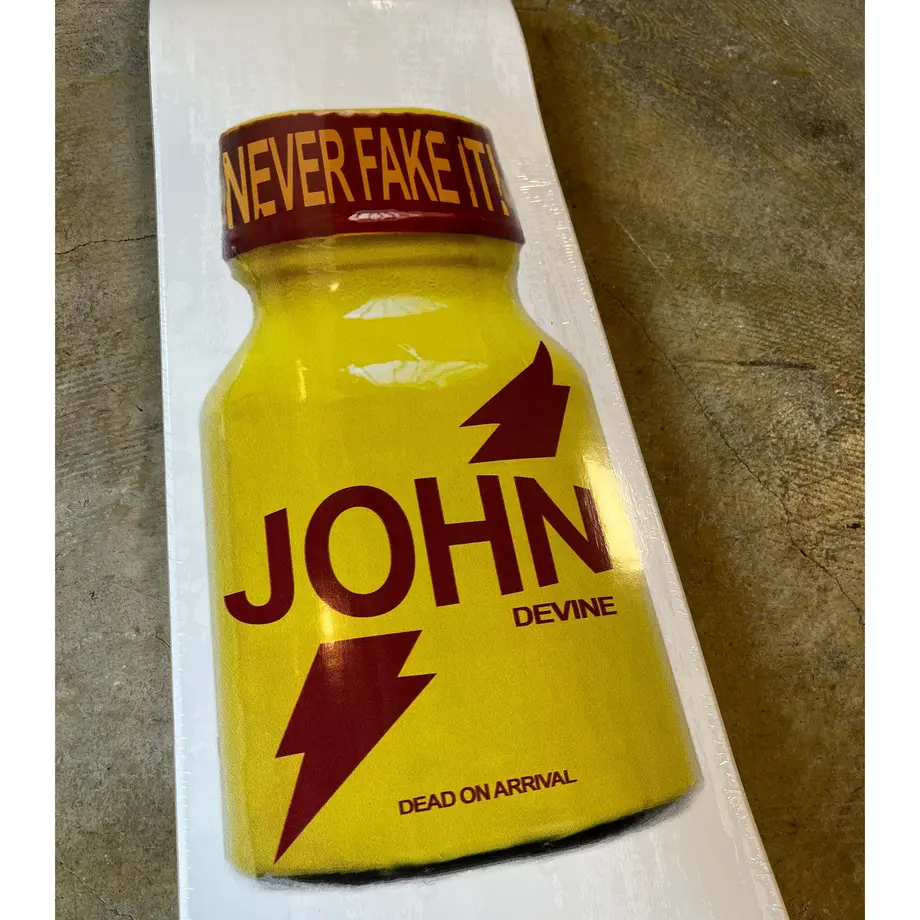 NEVER FAKE IT!
JOHN
DEVINE
DEAD ON ARRIVAL